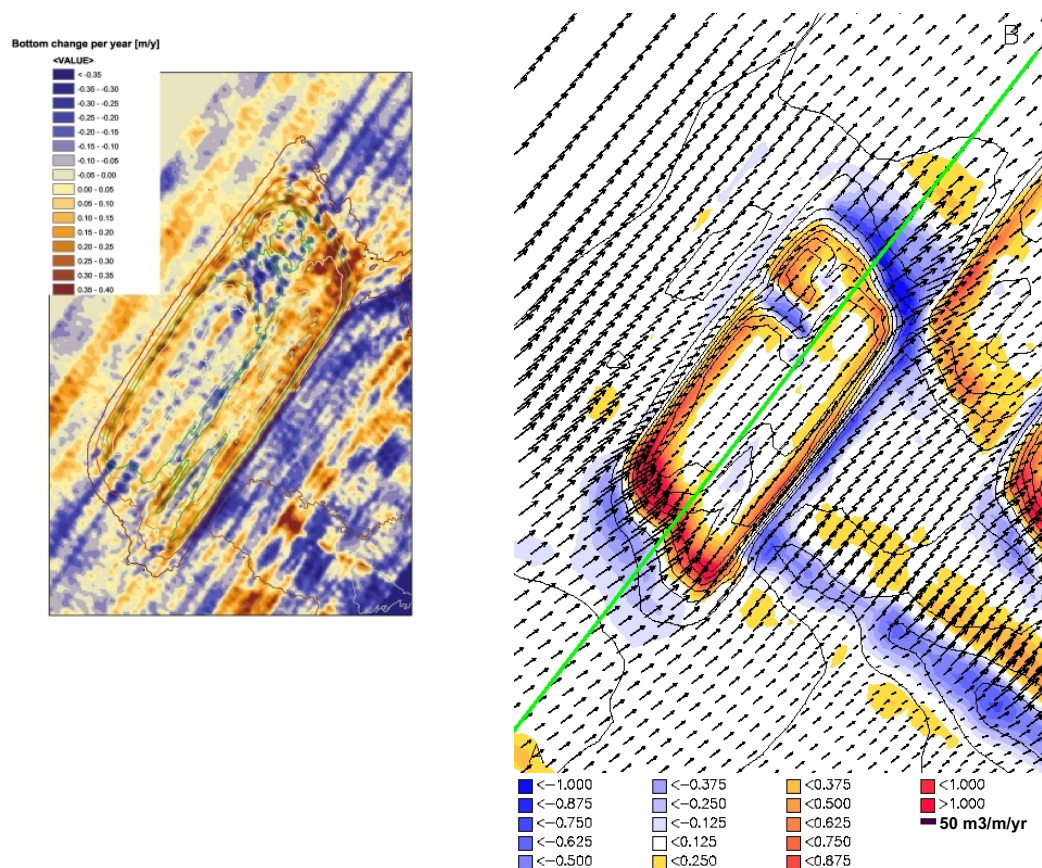 Bottom change per year [m/y]
<VALUE>
< -0.35
-0.35 - -0.30
-0.30 - -0.25
-0.25 - -0.20
-0.20 - -0.15
-0.15 - -0.10
-0.10 - -0.05
-0.05 - 0.00
0.00 - 0.05
0.05 - 0.10
0.10 - 0.15
0.15 - 0.20
0.20 - 0.25
0.25 - 0.30
0.30 - 0.35
0.35 - 0.40
B
A
<-1.000 <-0.375 <0.375 <1.000
<-0.875 <-0.250 <0.500 >1.000
<-0.750 <-0.125 <0.625 50 m3/m/yr
<-0.625 <0.125 <0.750
<-0.500 <0.250 <0.875